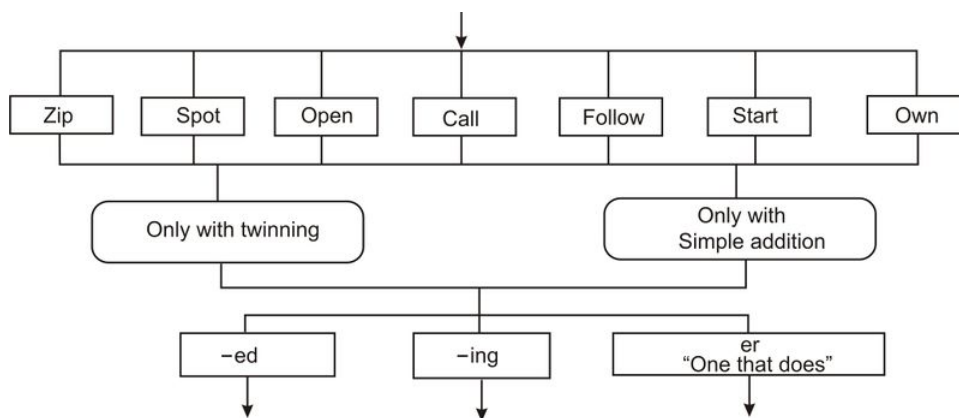 Zip
Spot
Open
Call
Follow
Start
Own
Only with twinning
Only with
Simple addition
–ed
–ing
er
“One that does”